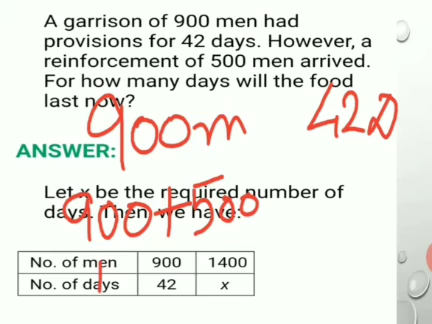 A garrison of 900 men had
provisions for 42 days. However, a
reinforcement of 500 men arrived.
For how many days will the food
last now?
900m 42D
ANSWER:
Let x be the required number of
days. Then we have:
900+500
No. of men 900 1400
No. of days 42 x